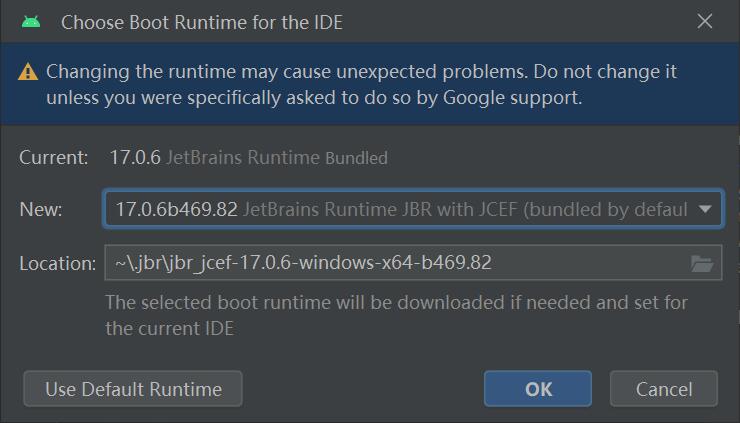 Choose Boot Runtime for the IDE
Changing the runtime may cause unexpected problems. Do not change it
unless you were specifically asked to do so by Google support.
Current: 17.0.6 JetBrains Runtime Bundled
New: 17.0.6b469.82 JetBrains Runtime JBR with JCEF (bundled by defaul
Location: ~\.jbr\jbr_jcef-17.0.6-windows-x64-b469.82
The selected boot runtime will be downloaded if needed and set for
the current IDE
Use Default Runtime OK Cancel